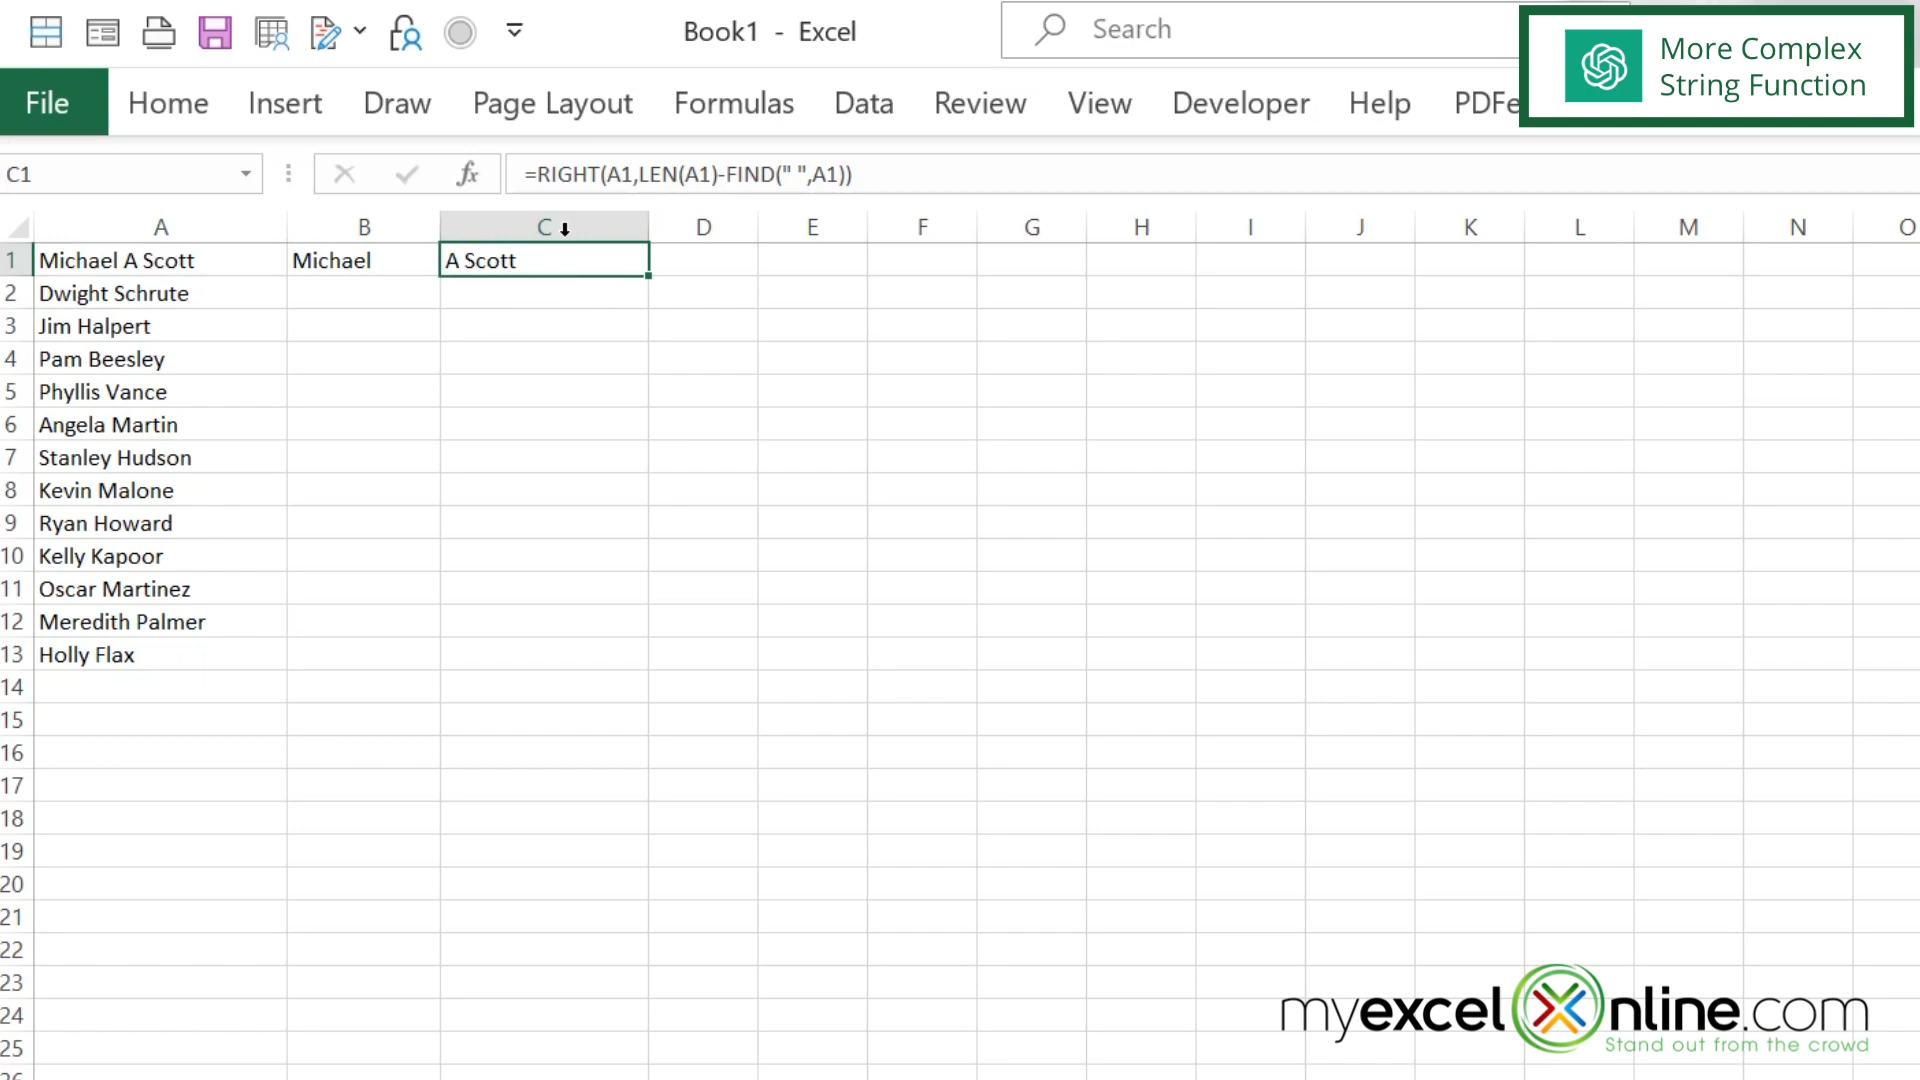 Book1 - Excel
Search
More Complex
String Function
File Home Insert Draw Page Layout Formulas Data Review View Developer Help PDFe
C1 fx =RIGHT(A1,LEN(A1)-FIND(" ",A1))
A B C D E F G H I J K L M N O
1 Michael A Scott Michael A Scott
2 Dwight Schrute
3 Jim Halpert
4 Pam Beesley
5 Phyllis Vance
6 Angela Martin
7 Stanley Hudson
8 Kevin Malone
9 Ryan Howard
10 Kelly Kapoor
11 Oscar Martinez
12 Meredith Palmer
13 Holly Flax
14
15
16
17
18
19
20
21
22
23
24
25
myexcelOnline.com
Stand out from the crowd